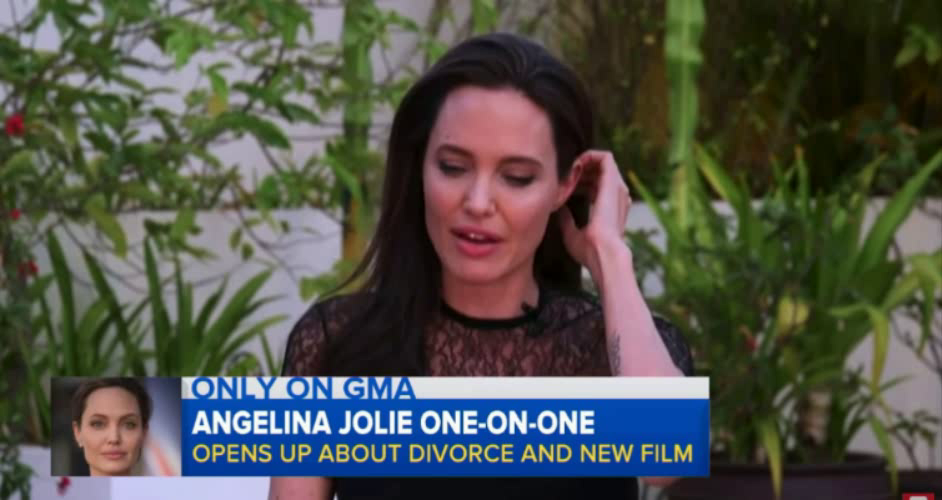 ONLY ON GMA
ANGELINA JOLIE ONE-ON-ONE
OPENS UP ABOUT DIVORCE AND NEW FILM